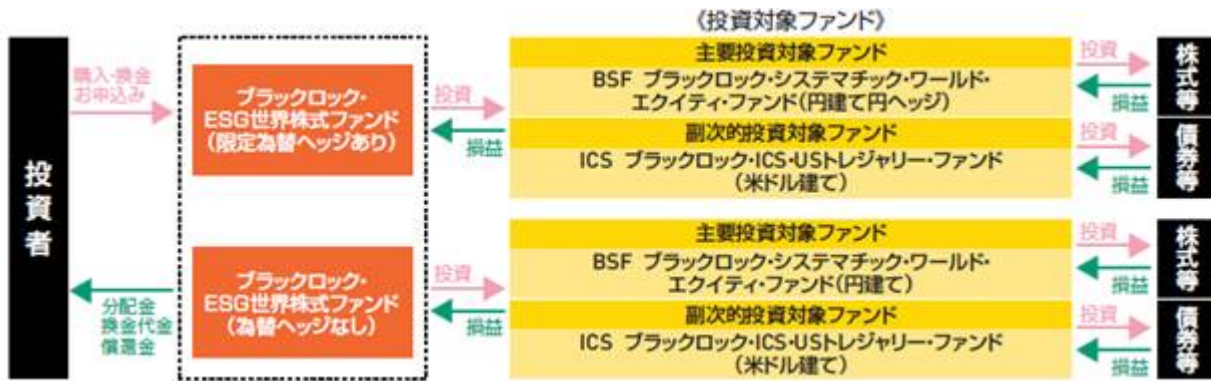 《投資対象ファンド》
投資者
購入・換金
お申込み
分配金
換金代金
償還金
ブラックロック・
ESG世界株式ファンド
(限定為替ヘッジあり)
投資
損益
主要投資対象ファンド
BSF ブラックロック・システマチック・ワールド・
エクイティ・ファンド(円建て円ヘッジ)
副次的投資対象ファンド
ICS ブラックロック・ICS・USトレジャリー・ファンド
(米ドル建て)
投資
損益
株式等
投資
損益
債券等
ブラックロック・
ESG世界株式ファンド
(為替ヘッジなし)
投資
損益
主要投資対象ファンド
BSF ブラックロック・システマチック・ワールド・
エクイティ・ファンド(円建て)
副次的投資対象ファンド
ICS ブラックロック・ICS・USトレジャリー・ファンド
(米ドル建て)
投資
損益
株式等
投資
損益
債券等